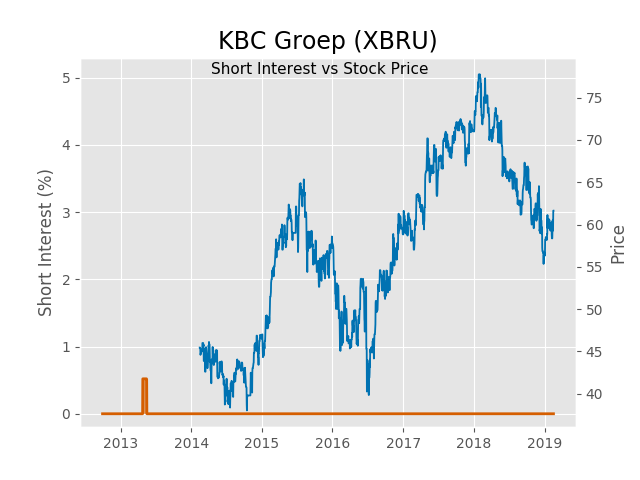 KBC Groep (XBRU)
Short Interest vs Stock Price
Short Interest (%)
5
4
3
2
1
0
75
70
65
60
55
50
45
40
Price
2013 2014 2015 2016 2017 2018 2019